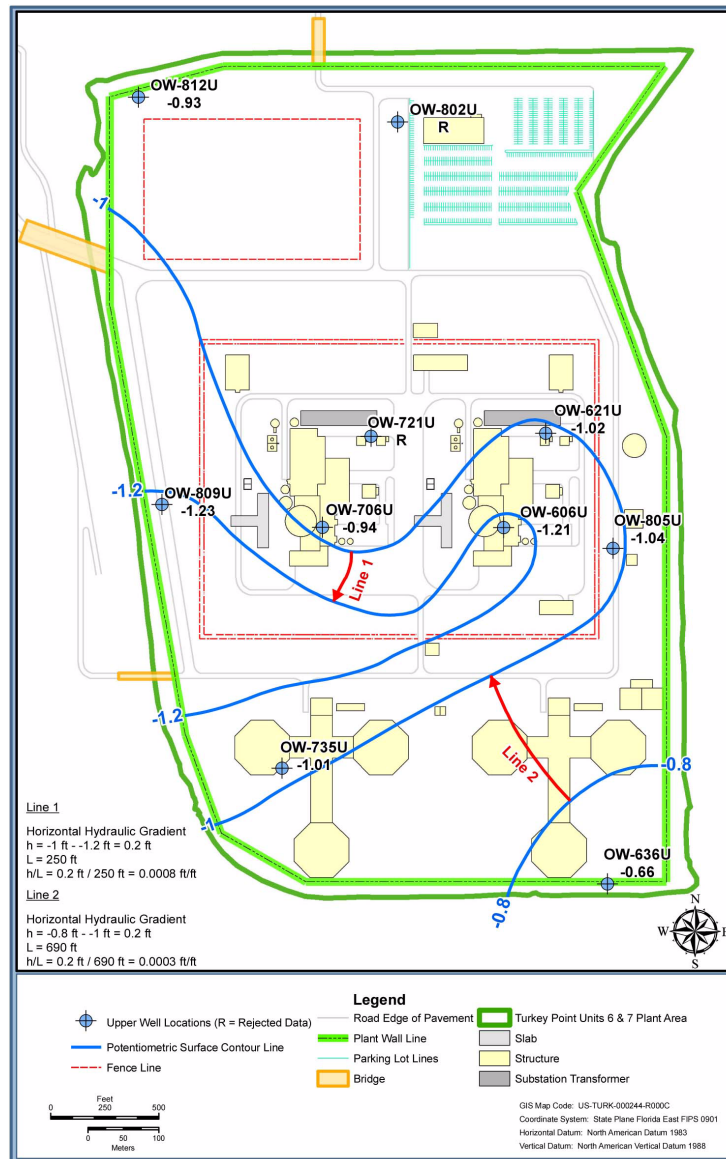 OW-812U
-0.93
OW-802U
R
-1
OW-721U
R
OW-621U
-1.02
-1.2
OW-809U
-1.23
OW-706U
-0.94
OW-606U
-1.21
OW-805U
-1.04
Line 1
-1.2
OW-735U
-1.01
Line 2
-0.8
-1
OW-636U
-0.66
-0.8
Line 1
Horizontal Hydraulic Gradient
h = -1 ft - -1.2 ft = 0.2 ft
L = 250 ft
h/L = 0.2 ft / 250 ft = 0.0008 ft/ft
Line 2
Horizontal Hydraulic Gradient
h = -0.8 ft - -1 ft = 0.2 ft
L = 690 ft
h/L = 0.2 ft / 690 ft = 0.0003 ft/ft
N
W E
S
Legend
Upper Well Locations (R = Rejected Data)
Potentiometric Surface Contour Line
Fence Line
Road Edge of Pavement
Plant Wall Line
Parking Lot Lines
Bridge
Turkey Point Units 6 & 7 Plant Area
Slab
Structure
Substation Transformer
Feet
0 250 500
0 50 100
Meters
GIS Map Code: US-TURK-000244-R000C
Coordinate System: State Plane Florida East FIPS 0901
Horizontal Datum: North American Datum 1983
Vertical Datum: North American Vertical Datum 1988